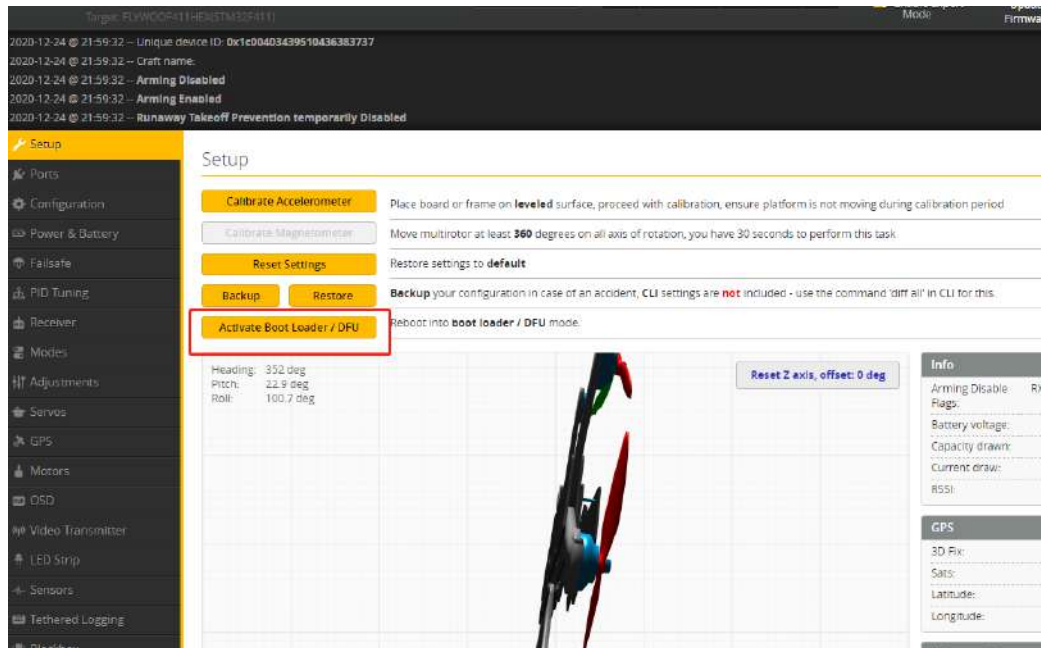 Target: FLYWOOF411HEX(STM32F411)
Mode
Firmwa
2020-12-24 @ 21:59:32 -- Unique device ID: 0x1c00403439510436383737
2020-12-24 @ 21:59:32 -- Craft name:
2020-12-24 @ 21:59:32 -- Arming Disabled
2020-12-24 @ 21:59:32 -- Arming Enabled
2020-12-24 @ 21:59:32 -- Runaway Takeoff Prevention temporarily Disabled
Setup
Ports
Configuration
Power & Battery
Failsafe
PID Tuning
Receiver
Modes
Adjustments
Servos
GPS
Motors
OSD
Video Transmitter
LED Strip
Sensors
Tethered Logging
Setup
Calibrate Accelerometer
Place board or frame on leveled surface, proceed with calibration, ensure platform is not moving during calibration period
Calibrate Magnetometer
Move multirotor at least 360 degrees on all axis of rotation, you have 30 seconds to perform this task
Reset Settings
Restore settings to default
Backup
Restore
Backup your configuration in case of an accident, CLI settings are not included - use the command 'diff all' in CLI for this.
Activate Boot Loader / DFU
Reboot into boot loader / DFU mode.
Heading: 352 deg
Pitch: 22.9 deg
Roll: 100.7 deg
Reset Z axis, offset: 0 deg
Info
Arming Disable Flags: RX
Battery voltage:
Capacity drawn:
Current draw:
RSSI:
GPS
3D Fix:
Sats:
Latitude:
Longitude: